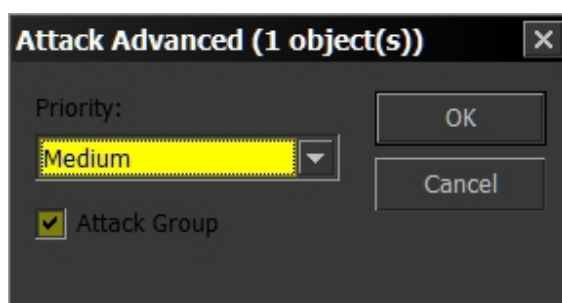 Attack Advanced (1 object(s))
Priority:
OK
Medium
Cancel
Attack Group